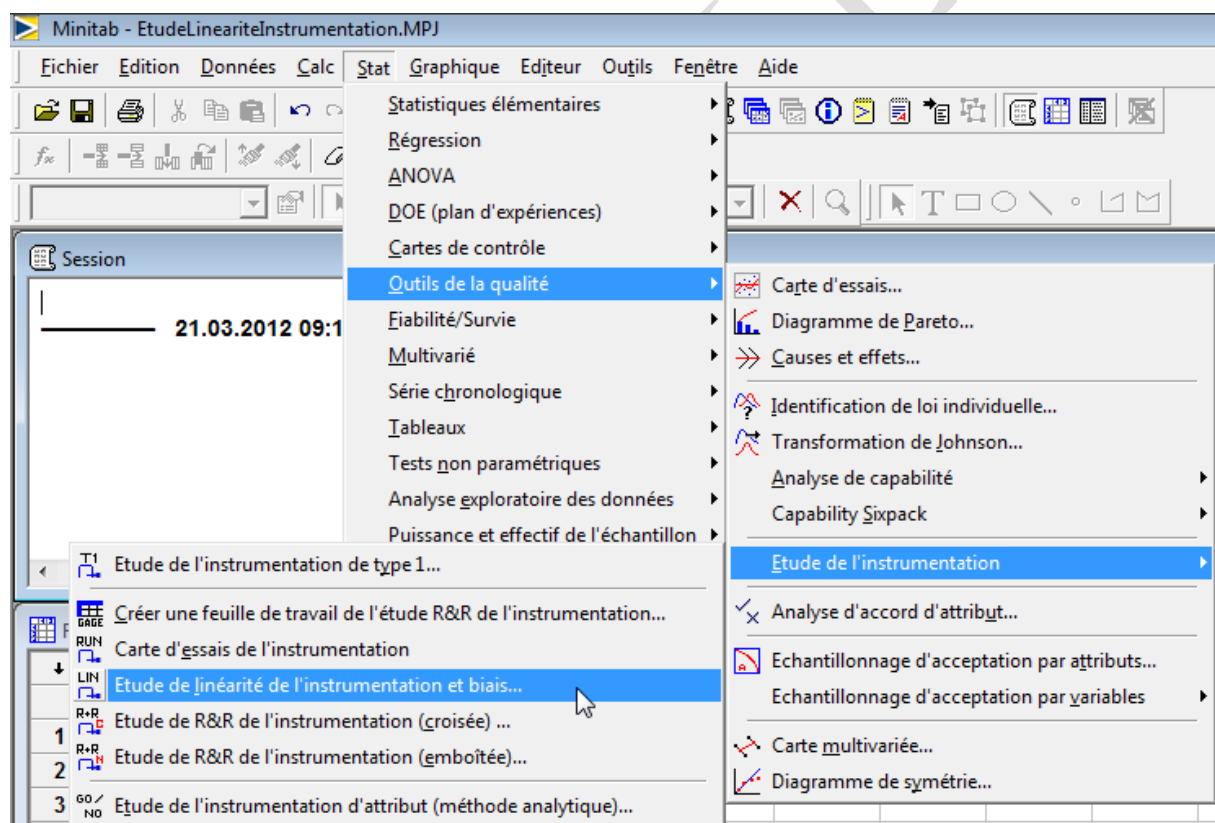 Minitab - EtudeLineariteInstrumentation.MPJ
Fichier Edition Données Calc Stat Graphique Editeur Outils Fenêtre Aide
Statistiques élémentaires
Régression
ANOVA
DOE (plan d'expériences)
Cartes de contrôle
Outils de la qualité
Fiabilité/Survie
Multivarié
Série chronologique
Tableaux
Tests non paramétriques
Analyse exploratoire des données
Puissance et effectif de l'échantillon
Session
21.03.2012 09:1
Carte d'essais...
Diagramme de Pareto...
Causes et effets...
Identification de loi individuelle...
Transformation de Johnson...
Analyse de capabilité
Capability Sixpack
Etude de l'instrumentation
Analyse d'accord d'attribut...
Echantillonnage d'acceptation par attributs...
Echantillonnage d'acceptation par variables
Carte multivariée...
Diagramme de symétrie...
T1 Etude de l'instrumentation de type 1...
GAGE Créer une feuille de travail de l'étude R&R de l'instrumentation...
RUN Carte d'essais de l'instrumentation
LIN Etude de linéarité de l'instrumentation et biais...
R+R C Etude de R&R de l'instrumentation (croisée) ...
R+R N Etude de R&R de l'instrumentation (emboîtée)...
GO/NO Etude de l'instrumentation d'attribut (méthode analytique)...
1
2
3